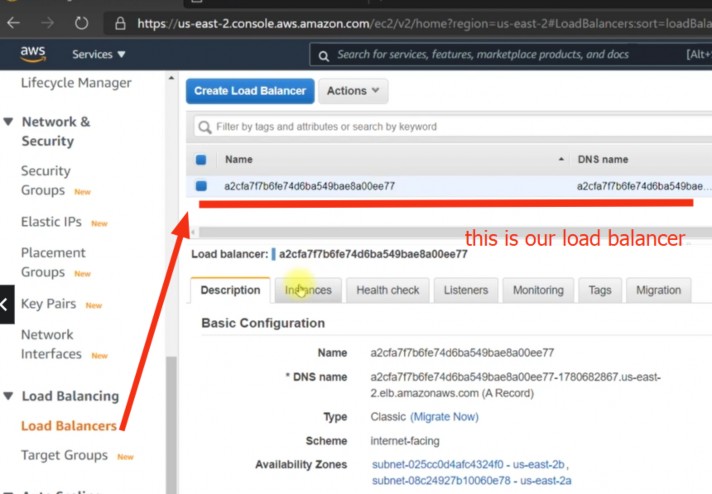 https://us-east-2.console.aws.amazon.com/ec2/v2/home?region=us-east-2#LoadBalancers:sort=loadBala
aws Services Search for services, features, marketplace products, and docs [Alt+
Lifecycle Manager
Network &
Security
Security
Groups New
Elastic IPs New
Placement
Groups New
Key Pairs New
Network
Interfaces New
Load Balancing
Load Balancers
Target Groups New
Create Load Balancer Actions
Filter by tags and attributes or search by keyword
Name DNS name
a2cfa7f7b6fe74d6ba549bae8a00ee77 a2cfa7f7b6fe74d6ba549bae...
this is our load balancer
Load balancer: a2cfa7f7b6fe74d6ba549bae8a00ee77
Description Instances Health check Listeners Monitoring Tags Migration
Basic Configuration
Name a2cfa7f7b6fe74d6ba549bae8a00ee77
* DNS name a2cfa7f7b6fe74d6ba549bae8a00ee77-1780682867.us-east-
2.elb.amazonaws.com (A Record)
Type Classic (Migrate Now)
Scheme internet-facing
Availability Zones subnet-025cc0d4afc4324f0 - us-east-2b,
subnet-08c24927b10060e78 - us-east-2a